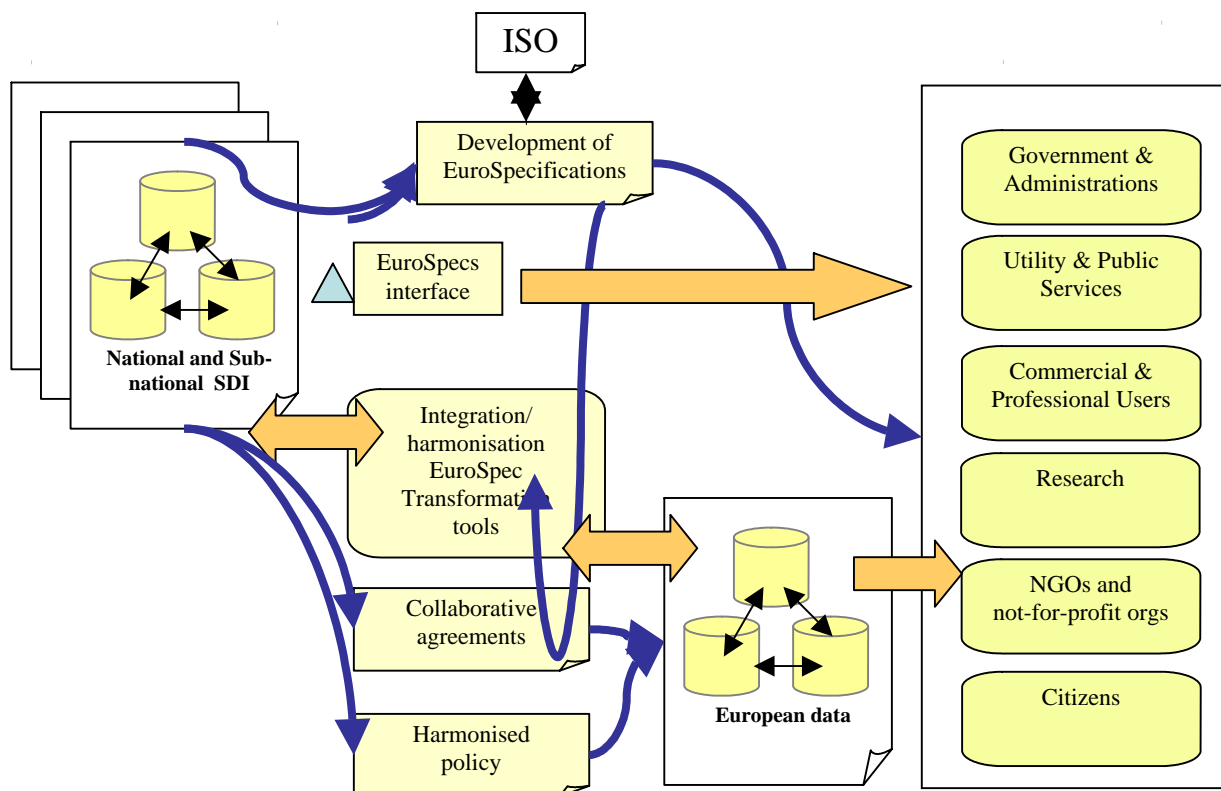 ISO
Development of
EuroSpecifications
National and Sub-
national SDI
EuroSpecs
interface
Integration/
harmonisation
EuroSpec
Transformation
tools
Collaborative
agreements
Harmonised
policy
European data
Government &
Administrations
Utility & Public
Services
Commercial &
Professional Users
Research
NGOs and
not-for-profit orgs
Citizens